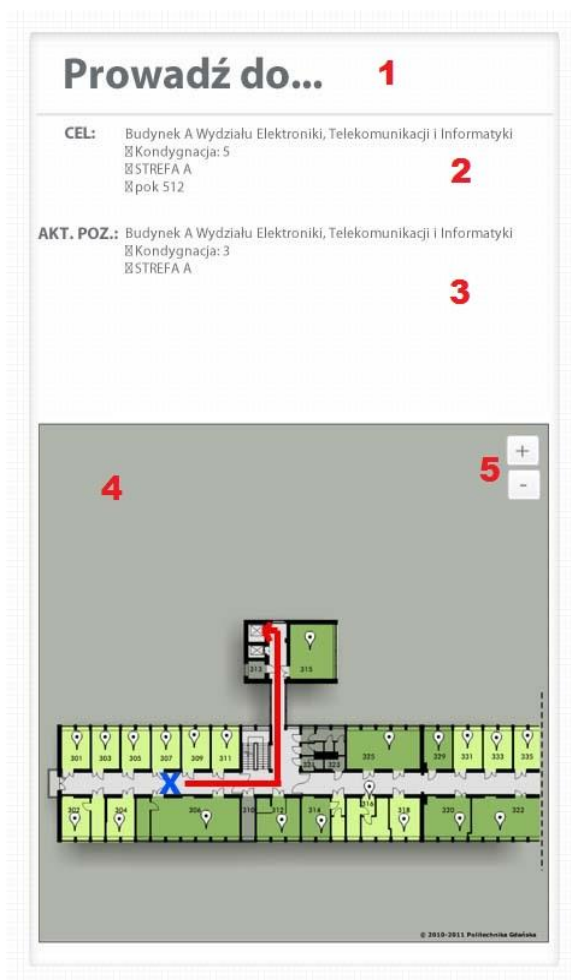 Prowadź do... 1
CEL: Budynek A Wydziału Elektroniki, Telekomunikacji i Informatyki
Kondygnacja: 5
STREFA A
pok 512
2
AKT. POZ.: Budynek A Wydziału Elektroniki, Telekomunikacji i Informatyki
Kondygnacja: 3
STREFA A
3
4
5
+
-
313 315
301 303 305 307 309 311 325 329 331 333 335
X
302 304 306 310 312 314 316 318 320 322
© 2010-2011 Politechnika Gdańska